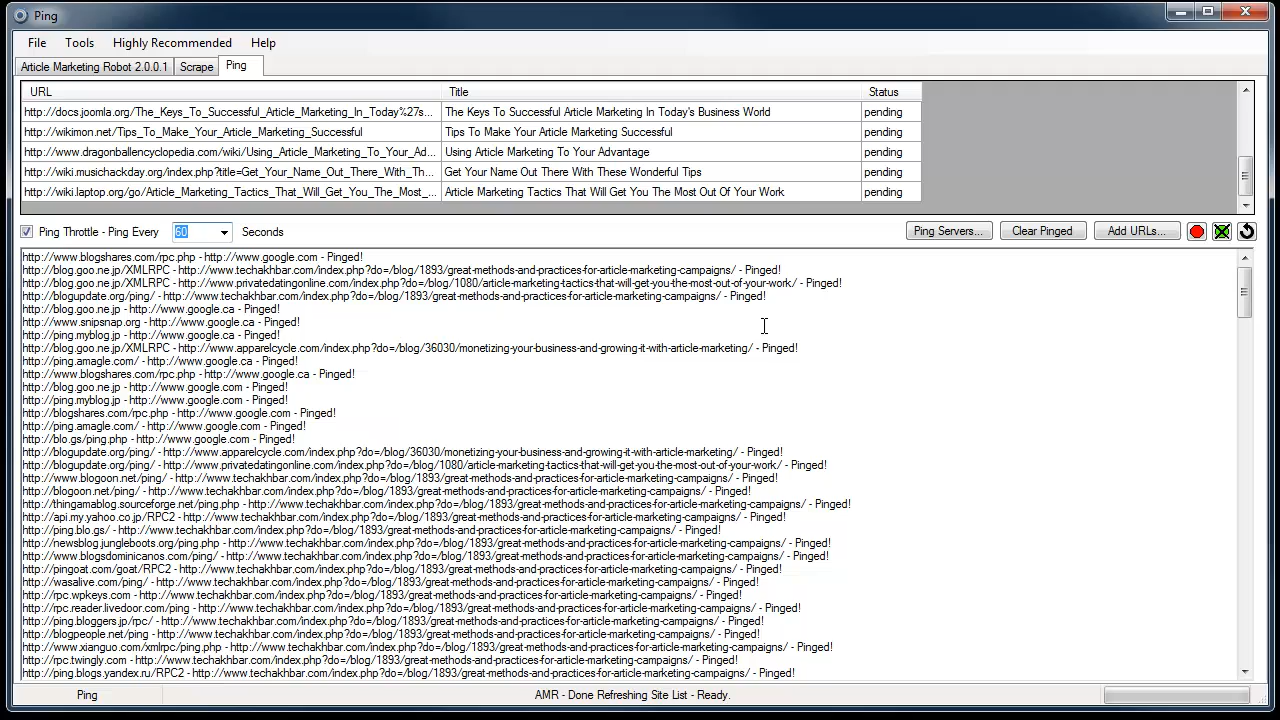 Ping
File Tools Highly Recommended Help
Article Marketing Robot 2.0.0.1 Scrape Ping
URL Title Status
http://docs.joomla.org/The_Keys_To_Successful_Article_Marketing_In_Today%27s... The Keys To Successful Article Marketing In Today's Business World pending
http://wikimon.net/Tips_To_Make_Your_Article_Marketing_Successful Tips To Make Your Article Marketing Successful pending
http://www.dragonballencyclopedia.com/wiki/Using_Article_Marketing_To_Your_Ad... Using Article Marketing To Your Advantage pending
http://wiki.musichackday.org/index.php?title=Get_Your_Name_Out_There_With_Th... Get Your Name Out There With These Wonderful Tips pending
http://wiki.laptop.org/go/Article_Marketing_Tactics_That_Will_Get_You_The_Most_... Article Marketing Tactics That Will Get You The Most Out Of Your Work pending
Ping Throttle - Ping Every 60 Seconds Ping Servers... Clear Pinged Add URLs...
http://www.blogshares.com/rpc.php - http://www.google.com - Pinged!
http://blog.goo.ne.jp/XMLRPC - http://www.techakhbar.com/index.php?do=/blog/1893/great-methods-and-practices-for-article-marketing-campaigns/ - Pinged!
http://blog.goo.ne.jp/XMLRPC - http://www.privatedatingonline.com/index.php?do=/blog/1080/article-marketing-tactics-that-will-get-you-the-most-out-of-your-work/ - Pinged!
http://blogupdate.org/ping/ - http://www.techakhbar.com/index.php?do=/blog/1893/great-methods-and-practices-for-article-marketing-campaigns/ - Pinged!
http://blog.goo.ne.jp - http://www.google.ca - Pinged!
http://www.snipsnap.org - http://www.google.ca - Pinged!
http://ping.myblog.jp - http://www.google.ca - Pinged!
http://blog.goo.ne.jp/XMLRPC - http://www.apparelcycle.com/index.php?do=/blog/36030/monetizing-your-business-and-growing-it-with-article-marketing/ - Pinged!
http://ping.amagle.com/ - http://www.google.ca - Pinged!
http://www.blogshares.com/rpc.php - http://www.google.ca - Pinged!
http://blog.goo.ne.jp - http://www.google.com - Pinged!
http://ping.myblog.jp - http://www.google.com - Pinged!
http://blogshares.com/rpc.php - http://www.google.com - Pinged!
http://ping.amagle.com/ - http://www.google.com - Pinged!
http://blo.gs/ping.php - http://www.google.com - Pinged!
http://blogupdate.org/ping/ - http://www.apparelcycle.com/index.php?do=/blog/36030/monetizing-your-business-and-growing-it-with-article-marketing/ - Pinged!
http://blogupdate.org/ping/ - http://www.privatedatingonline.com/index.php?do=/blog/1080/article-marketing-tactics-that-will-get-you-the-most-out-of-your-work/ - Pinged!
http://www.blogoon.net/ping/ - http://www.techakhbar.com/index.php?do=/blog/1893/great-methods-and-practices-for-article-marketing-campaigns/ - Pinged!
http://blogoon.net/ping/ - http://www.techakhbar.com/index.php?do=/blog/1893/great-methods-and-practices-for-article-marketing-campaigns/ - Pinged!
http://thingamablog.sourceforge.net/ping.php - http://www.techakhbar.com/index.php?do=/blog/1893/great-methods-and-practices-for-article-marketing-campaigns/ - Pinged!
http://api.my.yahoo.co.jp/RPC2 - http://www.techakhbar.com/index.php?do=/blog/1893/great-methods-and-practices-for-article-marketing-campaigns/ - Pinged!
http://ping.blo.gs/ - http://www.techakhbar.com/index.php?do=/blog/1893/great-methods-and-practices-for-article-marketing-campaigns/ - Pinged!
http://newsblog.jungleboots.org/ping.php - http://www.techakhbar.com/index.php?do=/blog/1893/great-methods-and-practices-for-article-marketing-campaigns/ - Pinged!
http://www.blogsdominicanos.com/ping/ - http://www.techakhbar.com/index.php?do=/blog/1893/great-methods-and-practices-for-article-marketing-campaigns/ - Pinged!
http://pingoat.com/goat/RPC2 - http://www.techakhbar.com/index.php?do=/blog/1893/great-methods-and-practices-for-article-marketing-campaigns/ - Pinged!
http://wasalive.com/ping/ - http://www.techakhbar.com/index.php?do=/blog/1893/great-methods-and-practices-for-article-marketing-campaigns/ - Pinged!
http://rpc.wpkeys.com - http://www.techakhbar.com/index.php?do=/blog/1893/great-methods-and-practices-for-article-marketing-campaigns/ - Pinged!
http://rpc.reader.livedoor.com/ping - http://www.techakhbar.com/index.php?do=/blog/1893/great-methods-and-practices-for-article-marketing-campaigns/ - Pinged!
http://ping.bloggers.jp/rpc/ - http://www.techakhbar.com/index.php?do=/blog/1893/great-methods-and-practices-for-article-marketing-campaigns/ - Pinged!
http://blogpeople.net/ping - http://www.techakhbar.com/index.php?do=/blog/1893/great-methods-and-practices-for-article-marketing-campaigns/ - Pinged!
http://www.xianguo.com/xmlrpc/ping.php - http://www.techakhbar.com/index.php?do=/blog/1893/great-methods-and-practices-for-article-marketing-campaigns/ - Pinged!
http://rpc.twingly.com - http://www.techakhbar.com/index.php?do=/blog/1893/great-methods-and-practices-for-article-marketing-campaigns/ - Pinged!
http://ping.blogs.yandex.ru/RPC2 - http://www.techakhbar.com/index.php?do=/blog/1893/great-methods-and-practices-for-article-marketing-campaigns/ - Pinged!
Ping AMR - Done Refreshing Site List - Ready.